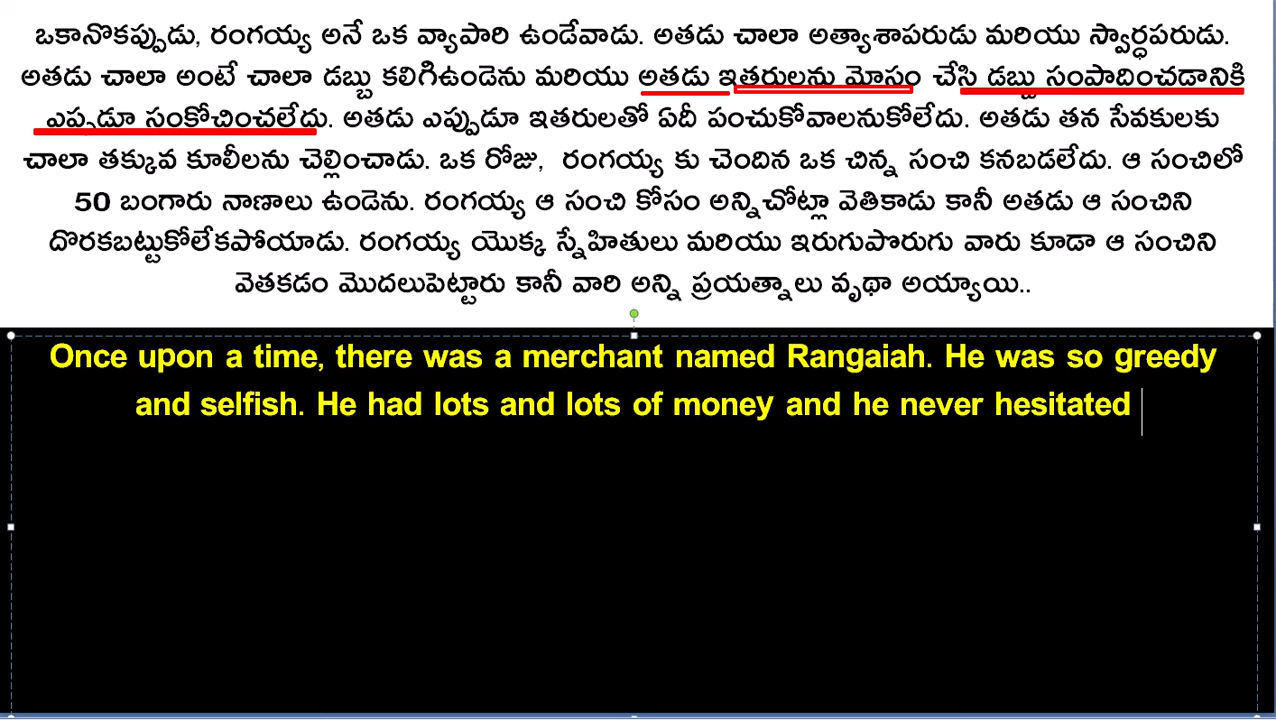 ఒకానొకప్పుడు, రంగయ్య అనే ఒక వ్యాపారి ఉండేవాడు. అతడు చాలా అత్యాశాపరుడు మరియు స్వార్ధపరుడు.
అతడు చాలా అంటే చాలా డబ్బు కలిగిఉండెను మరియు అతడు ఇతరులను మోసం చేసి డబ్బు సంపాదించడానికి
ఎప్పడూ సంకోచించలేదు. అతడు ఎప్పుడూ ఇతరులతో ఏదీ పంచుకోవాలనుకోలేదు. అతడు తన సేవకులకు
చాలా తక్కువ కూలీలను చెల్లించాడు. ఒక రోజు, రంగయ్య కు చెందిన ఒక చిన్న సంచి కనబడలేదు. ఆ సంచిలో
50 బంగారు నాణాలు ఉండెను. రంగయ్య ఆ సంచి కోసం అన్నిచోట్లా వెతికాడు కానీ అతడు ఆ సంచిని
దొరకబట్టుకోలేకపోయాడు. రంగయ్య యొక్క స్నేహితులు మరియు ఇరుగుపొరుగు వారు కూడా ఆ సంచిని
వెతకడం మొదలుపెట్టారు కానీ వారి అన్ని ప్రయత్నాలు వృథా అయ్యాయి..
Once upon a time, there was a merchant named Rangaiah. He was so greedy
and selfish. He had lots and lots of money and he never hesitated